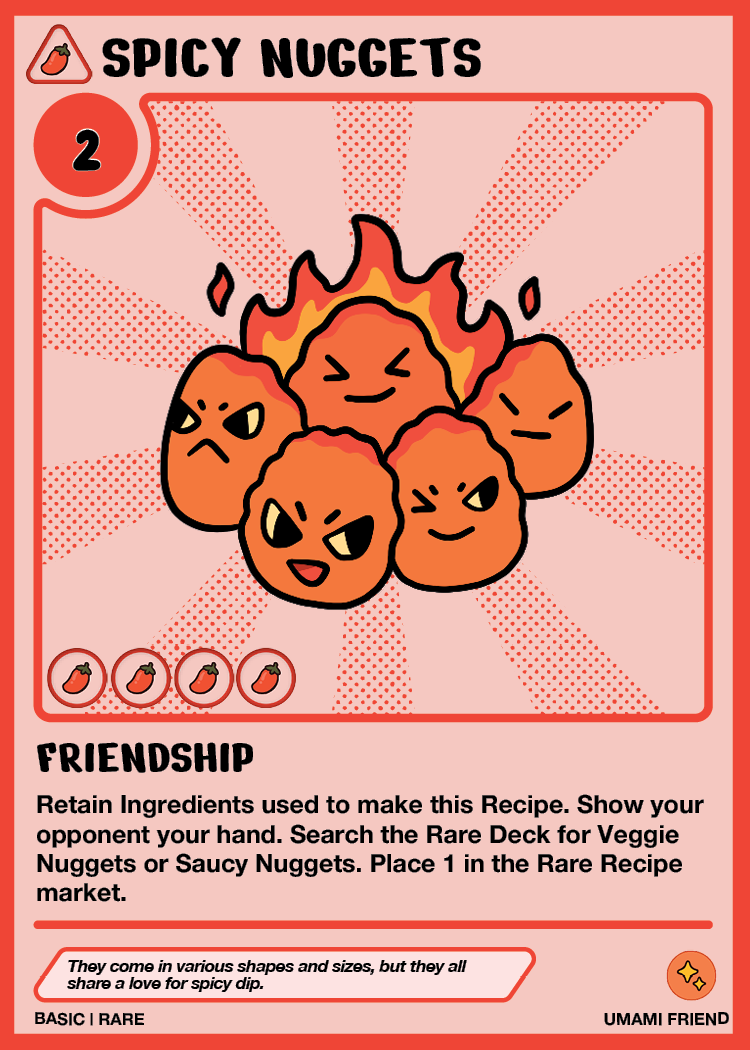 SPICY NUGGETS
2
FRIENDSHIP
Retain Ingredients used to make this Recipe. Show your
opponent your hand. Search the Rare Deck for Veggie
Nuggets or Saucy Nuggets. Place 1 in the Rare Recipe
market.
They come in various shapes and sizes, but they all
share a love for spicy dip.
BASIC | RARE
UMAMI FRIEND